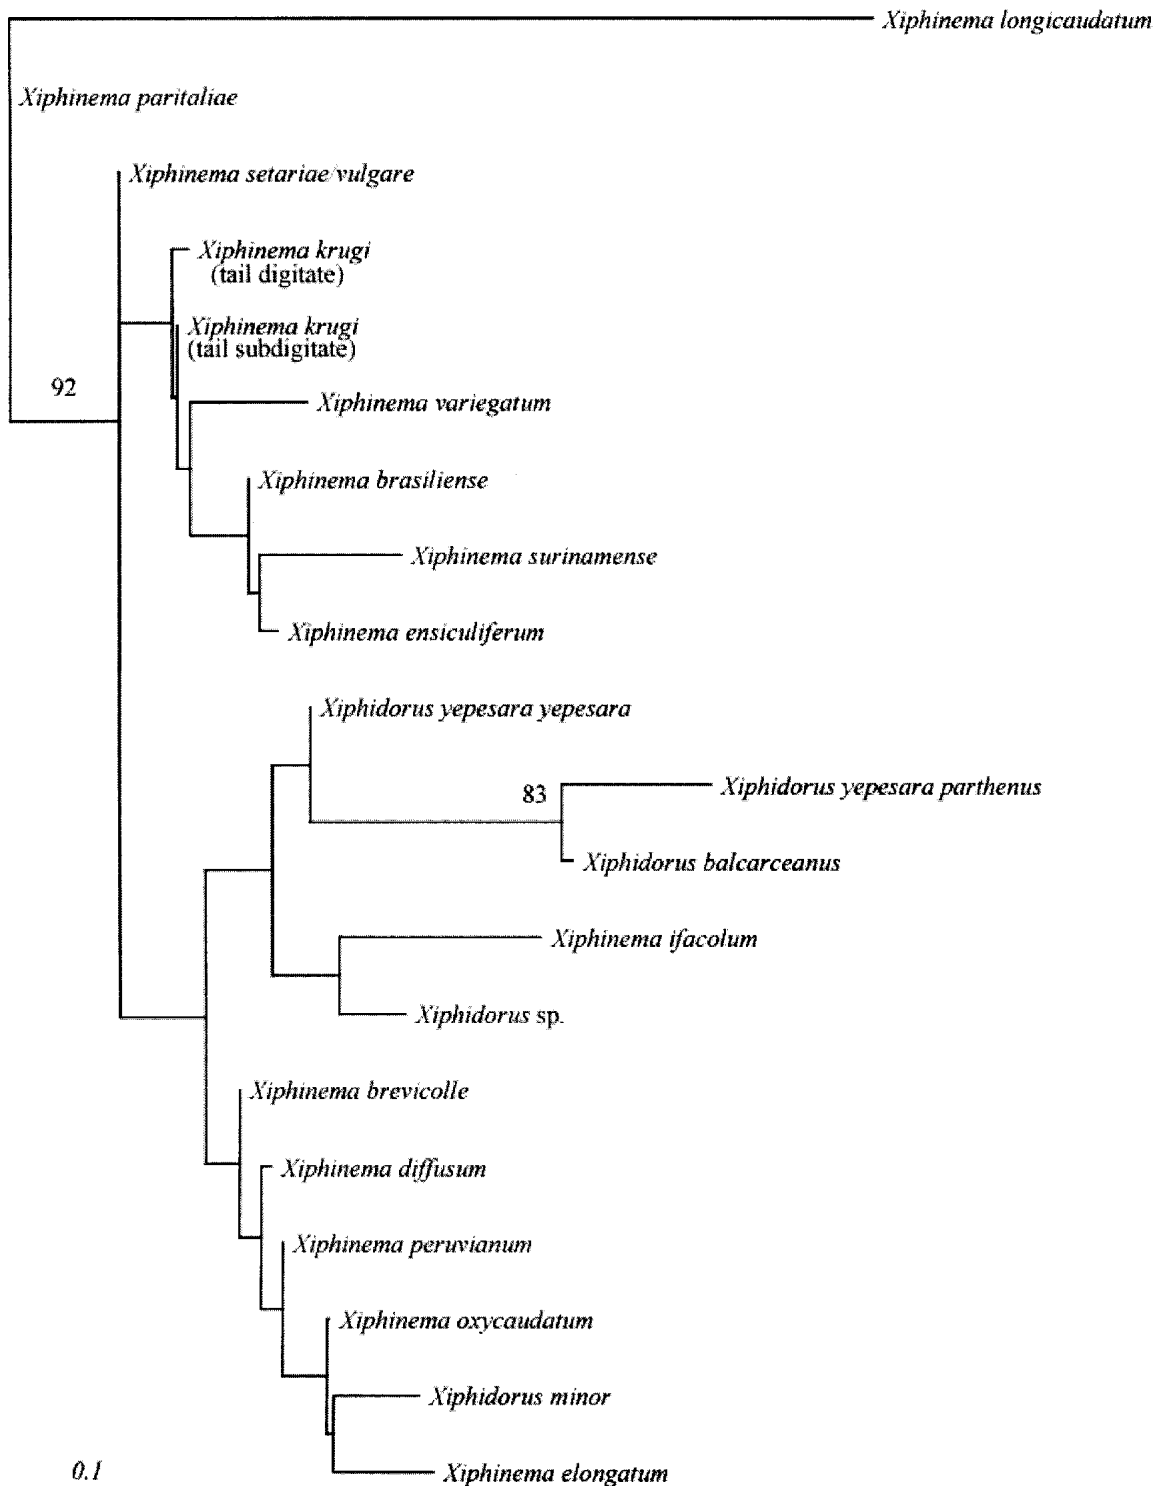 Xiphinema longicaudatum
Xiphinema paritaliae
Xiphinema setariae/vulgare
Xiphinema krugi
(tail digitate)
Xiphinema krugi
(tail subdigitate)
92
Xiphinema variegatum
Xiphinema brasiliense
Xiphinema surinamense
Xiphinema ensiculiferum
Xiphidorus yepesara yepesara
83
Xiphidorus yepesara parthenus
Xiphidorus balcarceanus
Xiphinema ifacolum
Xiphidorus sp.
Xiphinema brevicolle
Xiphinema diffusum
Xiphinema peruvianum
Xiphinema oxycaudatum
Xiphidorus minor
0.1
Xiphinema elongatum